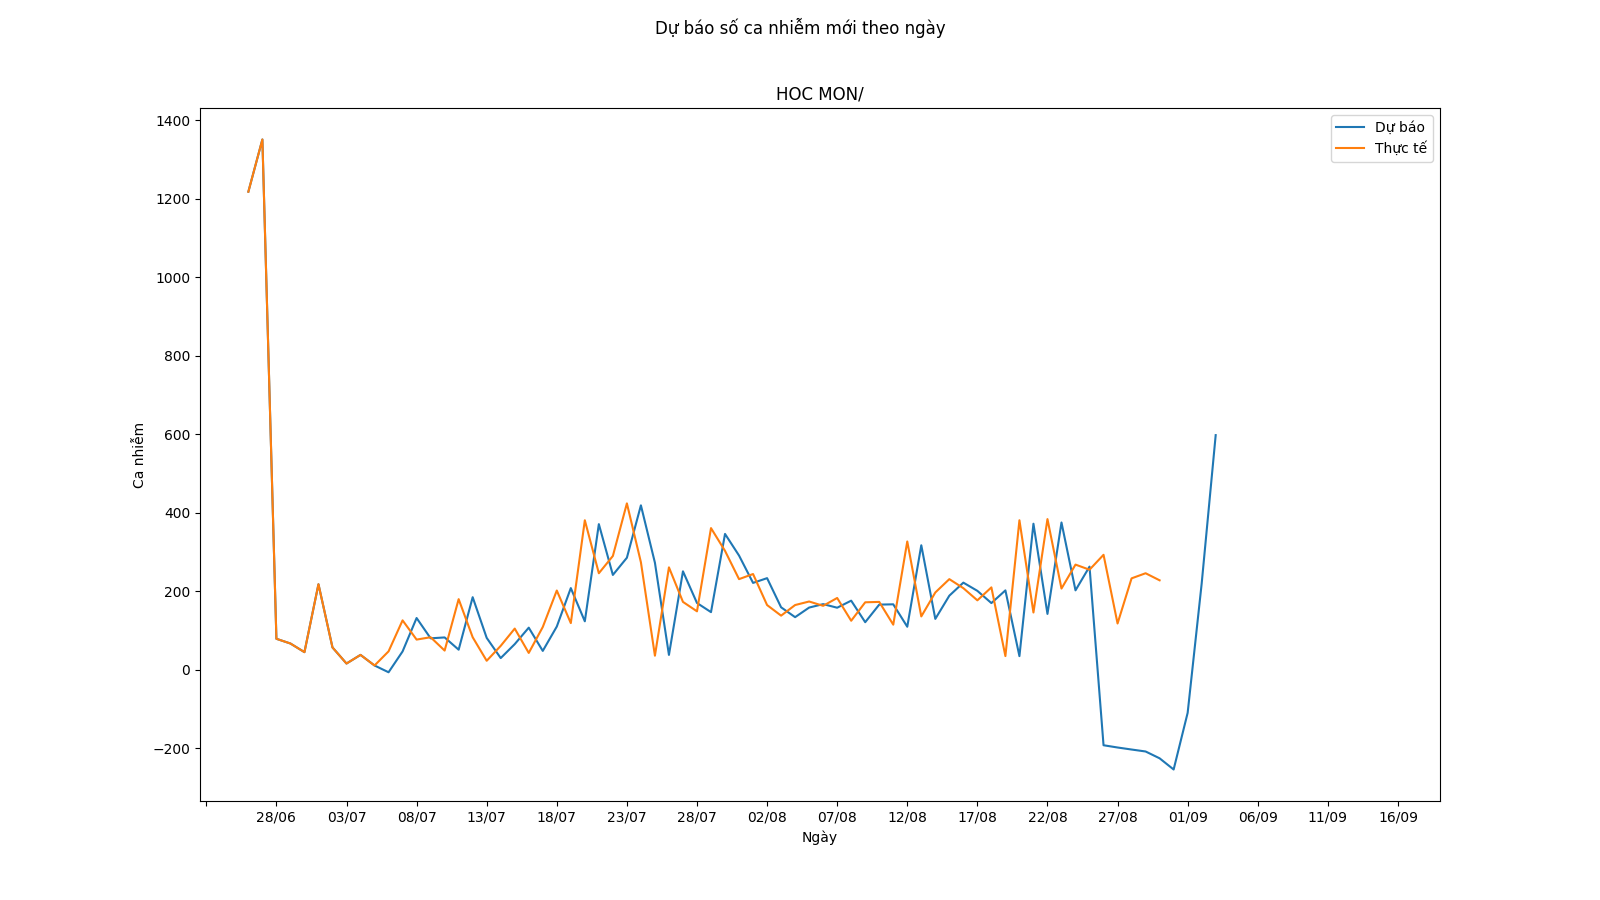 Dự báo số ca nhiễm mới theo ngày
HOC MON/
1400
1200
1000
800
600
400
200
0
−200
Ca nhiễm
Dự báo
Thực tế
28/06 03/07 08/07 13/07 18/07 23/07 28/07 02/08 07/08 12/08 17/08 22/08 27/08 01/09 06/09 11/09 16/09
Ngày